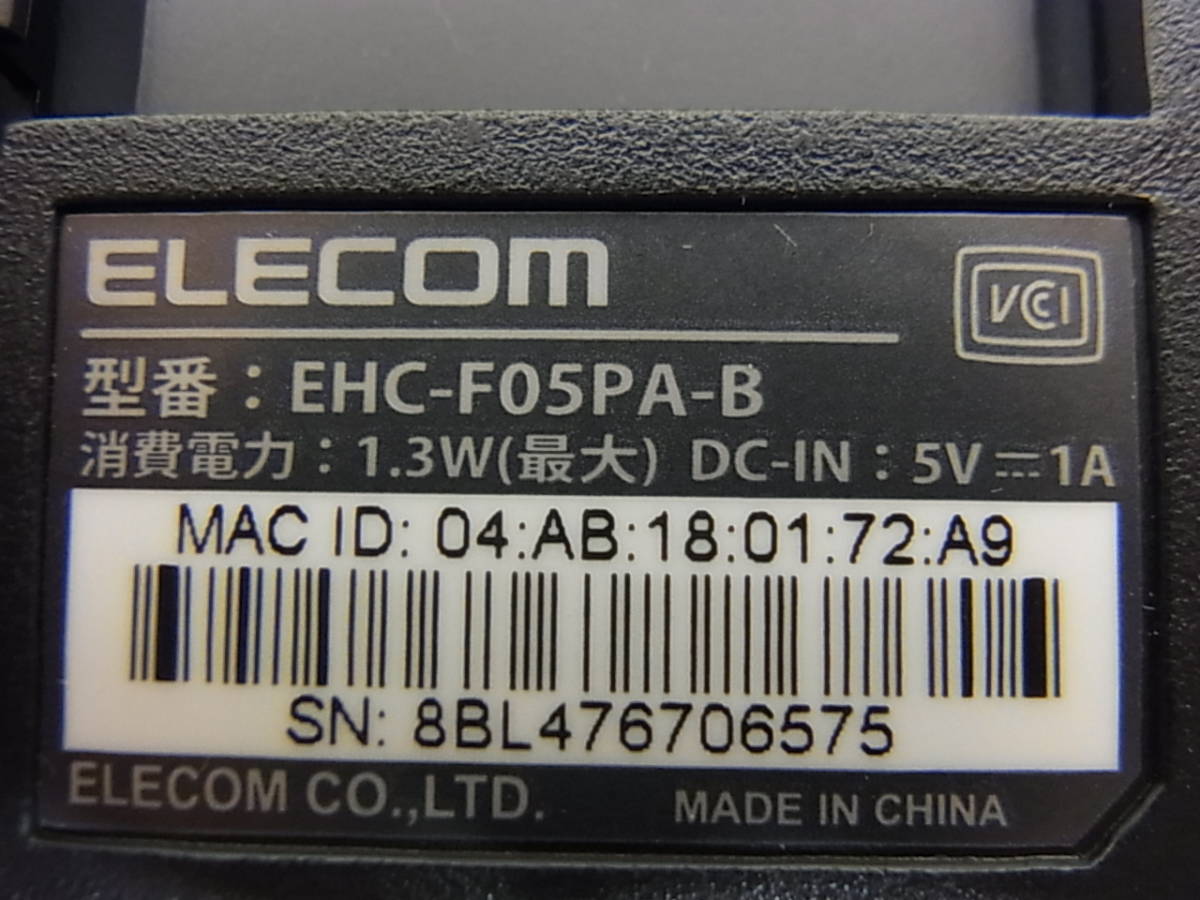 ELECOM
VCCI
型番：EHC-F05PA-B
消費電力：1.3W(最大) DC-IN：5V⎓1A
MAC ID: 04:AB:18:01:72:A9
SN: 8BL476706575
ELECOM CO.,LTD. MADE IN CHINA